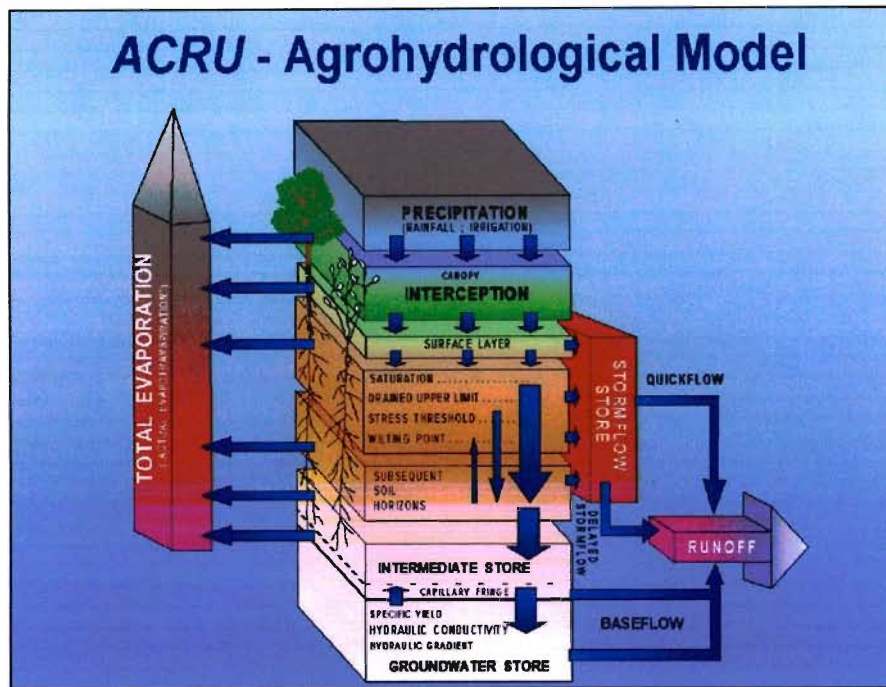 ACRU - Agrohydrological Model
PRECIPITATION
(RAINFALL ; IRRIGATION)
CANOPY
INTERCEPTION
SURFACE LAYER
SATURATION
DRAINED UPPER LIMIT
STRESS THRESHOLD
WILTING POINT
SUBSEQUENT
SOIL
HORIZONS
INTERMEDIATE STORE
CAPILLARY FRINGE
SPECIFIC YIELD
HYDRAULIC CONDUCTIVITY
HYDRAULIC GRADIENT
GROUNDWATER STORE
TOTAL EVAPORATION
("ACTUAL EVAPOTRANSPIRATION")
STORMFLOW
STORE
QUICKFLOW
DELAYED
STORMFLOW
RUNOFF
BASEFLOW